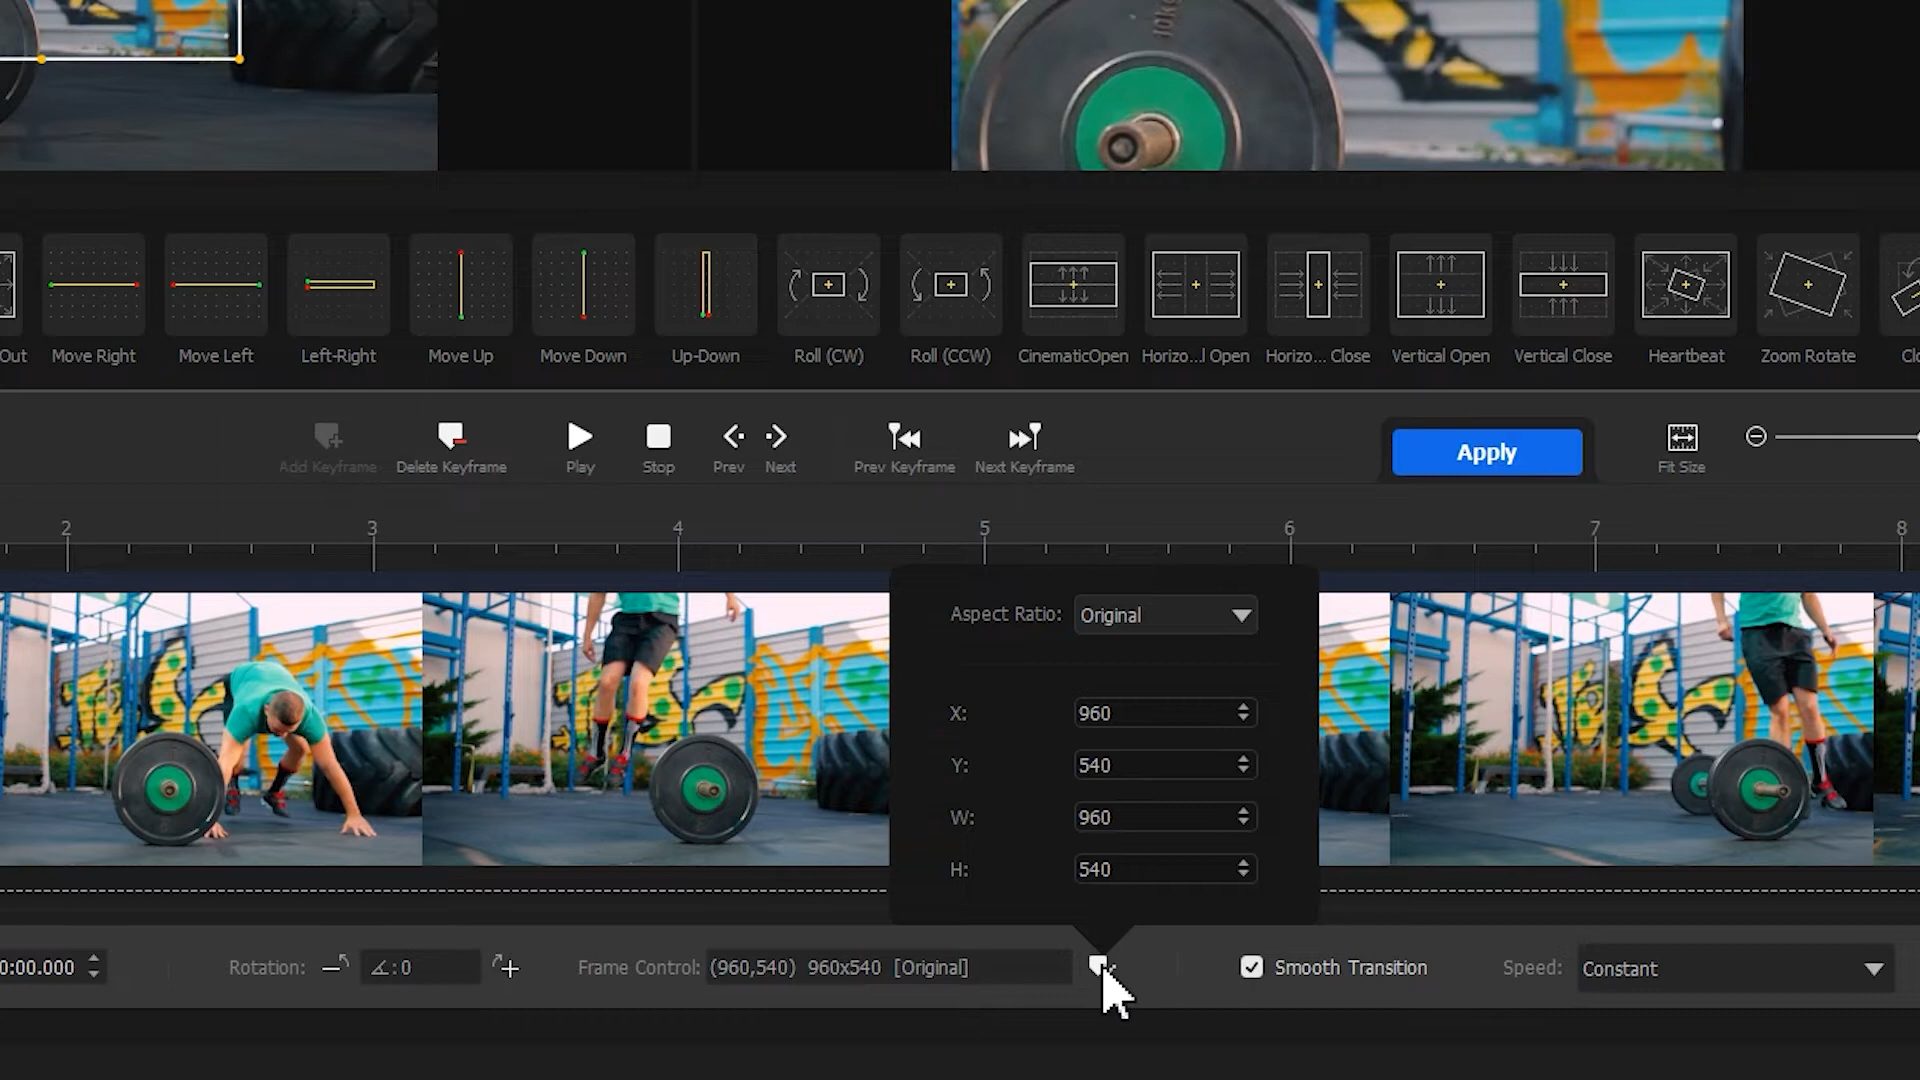 10kg
Out Move Right Move Left Left-Right Move Up Move Down Up-Down Roll (CW) Roll (CCW) CinematicOpen Horizo...l Open Horizo... Close Vertical Open Vertical Close Heartbeat Zoom Rotate Clo
Add Keyframe Delete Keyframe Play Stop Prev Next Prev Keyframe Next Keyframe Apply Fit Size
2 3 4 5 6 7 8
Aspect Ratio: Original
X: 960
Y: 540
W: 960
H: 540
0:00.000 Rotation: ∠:0 Frame Control: (960,540) 960x540 [Original] Smooth Transition Speed: Constant